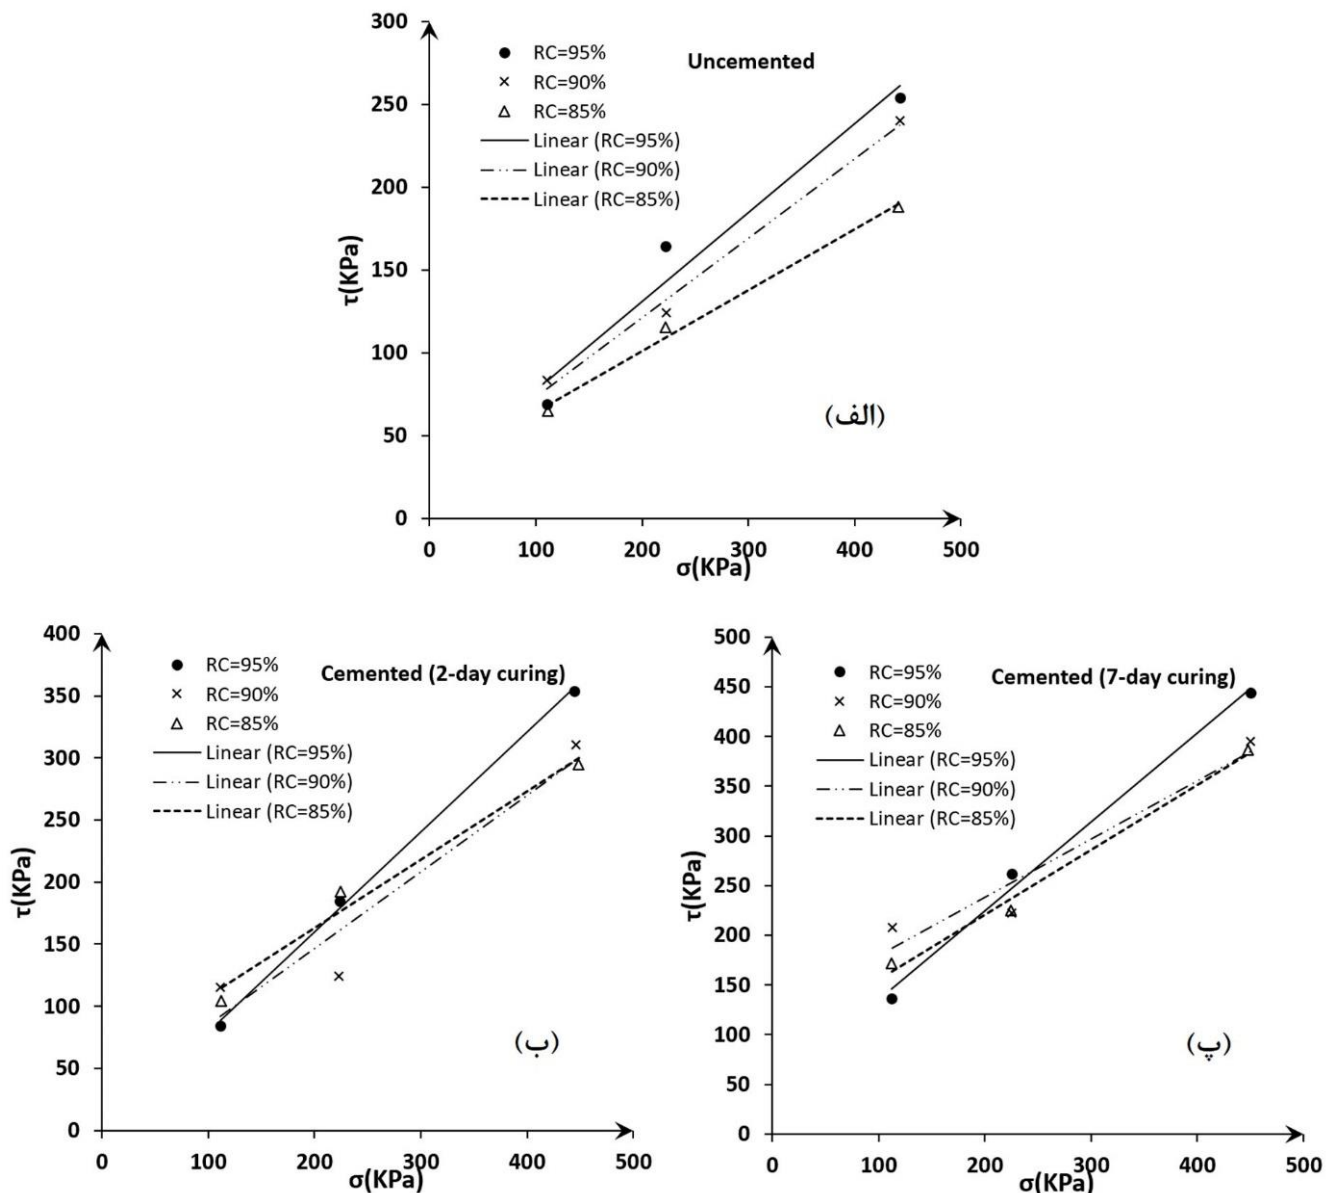 300
250
200
150
100
50
0
τ(KPa)
RC=95%
RC=90%
RC=85%
Linear (RC=95%)
Linear (RC=90%)
Linear (RC=85%)
Uncemented
(الف)
0 100 200 300 400 500
σ(KPa)
400
350
300
250
200
150
100
50
0
τ(KPa)
RC=95%
RC=90%
RC=85%
Linear (RC=95%)
Linear (RC=90%)
Linear (RC=85%)
Cemented (2-day curing)
(ب)
0 100 200 300 400 500
σ(KPa)
500
450
400
350
300
250
200
150
100
50
0
τ(KPa)
RC=95%
RC=90%
RC=85%
Linear (RC=95%)
Linear (RC=90%)
Linear (RC=85%)
Cemented (7-day curing)
(پ)
0 100 200 300 400 500
σ(KPa)